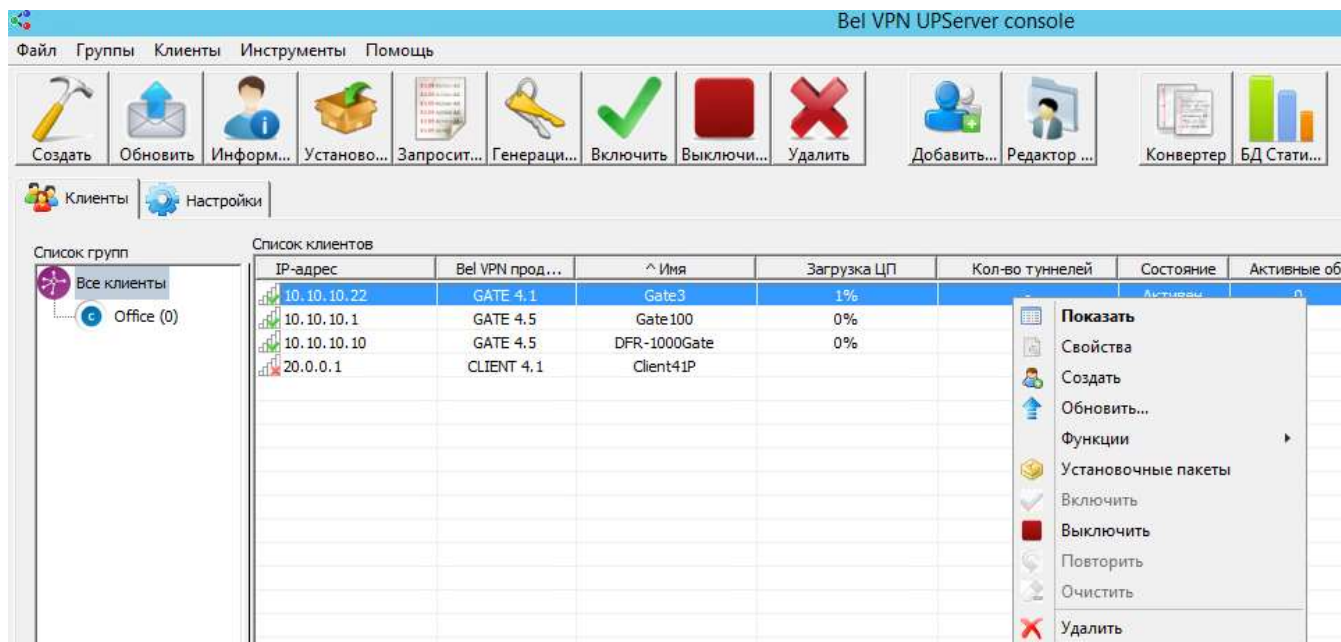 Bel VPN UPServer console
Файл Группы Клиенты Инструменты Помощь
Создать Обновить Информ... Установо... Запросит... Генераци... Включить Выключи... Удалить Добавить... Редактор ... Конвертер БД Стати...
Клиенты Настройки
Список групп
Все клиенты
C Office (0)
Список клиентов
IP-адрес Bel VPN прод... ^ Имя Загрузка ЦП Кол-во туннелей Состояние Активные об
10.10.10.22 GATE 4.1 Gate3 1% - Активен 0
10.10.10.1 GATE 4.5 Gate100 0%
10.10.10.10 GATE 4.5 DFR-1000Gate 0%
20.0.0.1 CLIENT 4.1 Client41P
Показать
Свойства
Создать
Обновить...
Функции
Установочные пакеты
Включить
Выключить
Повторить
Очистить
Удалить